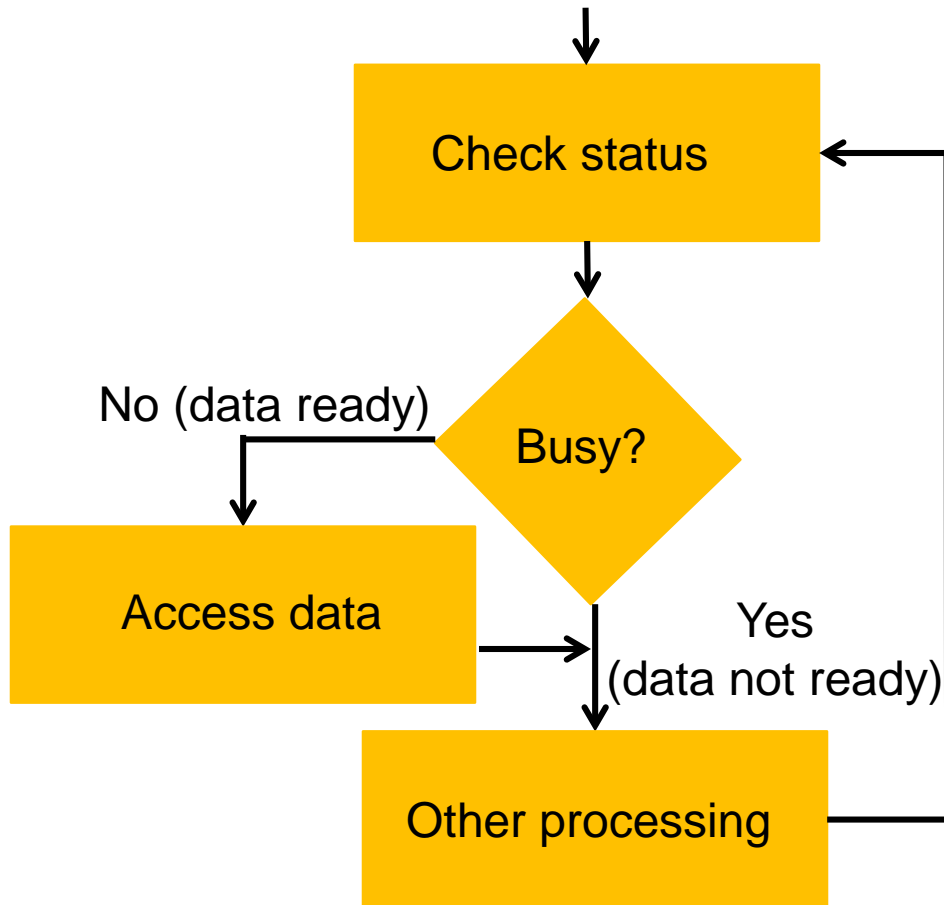 Check status
No (data ready)
Busy?
Access data
Yes
(data not ready)
Other processing